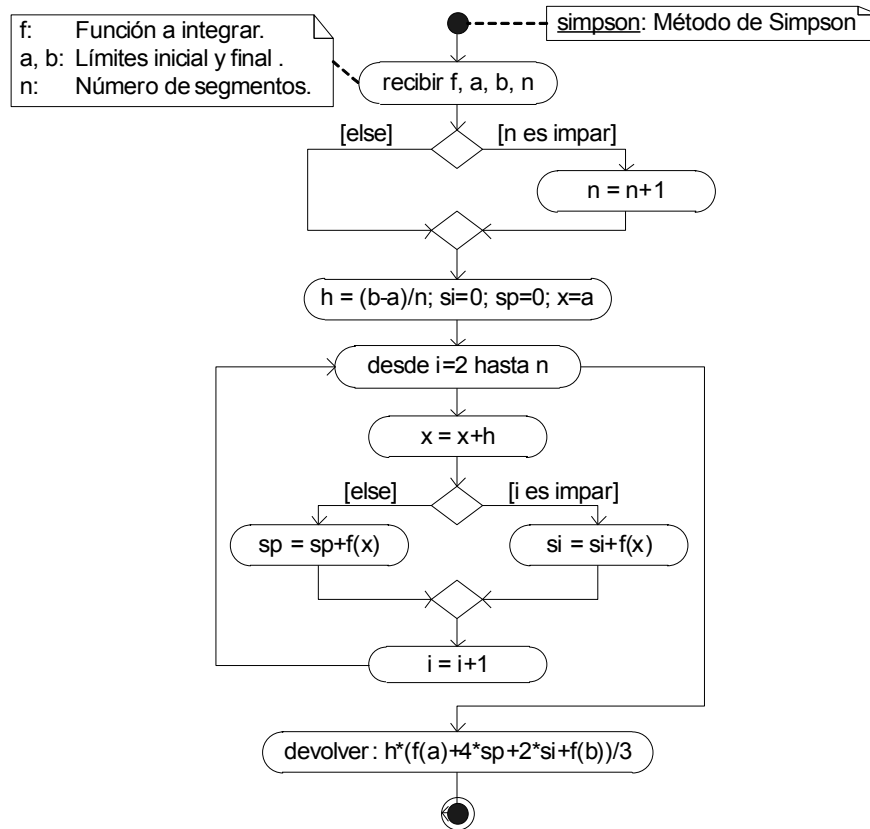 f: Función a integrar.
a, b: Límites inicial y final .
n: Número de segmentos.
simpson: Método de Simpson
recibir f, a, b, n
[else]
[n es impar]
n = n+1
h = (b-a)/n; si=0; sp=0; x=a
desde i=2 hasta n
x = x+h
[else]
[i es impar]
sp = sp+f(x)
si = si+f(x)
i = i+1
devolver: h*(f(a)+4*sp+2*si+f(b))/3